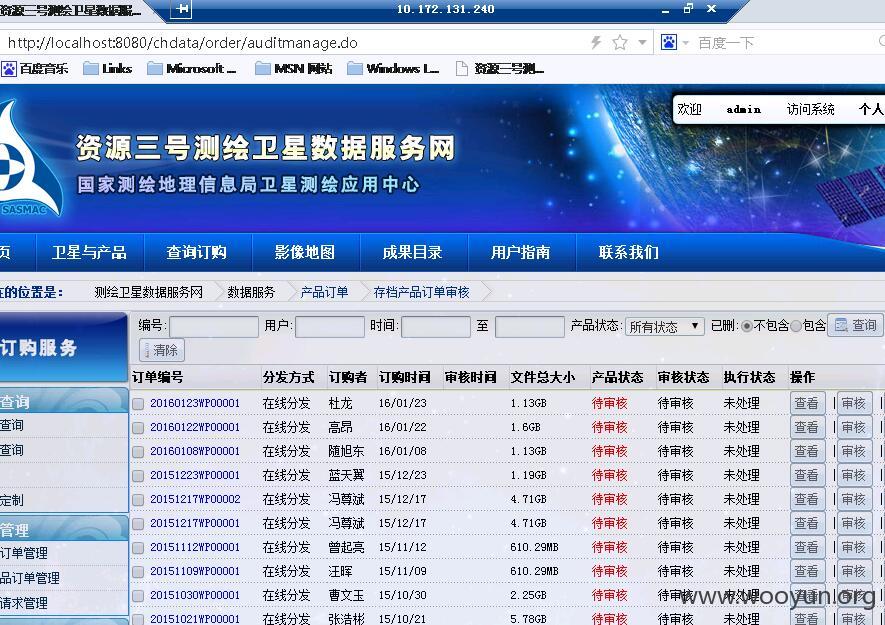 资源三号测绘卫星数据服... 10.172.131.240
http://localhost:8080/chdata/order/auditmanage.do 百度一下
百度音乐 Links Microsoft ... MSN 网站 Windows L... 资源三号测...
欢迎 admin 访问系统 个人
资源三号测绘卫星数据服务网
国家测绘地理信息局卫星测绘应用中心
SASMAC
页 卫星与产品 查询订购 影像地图 成果目录 用户指南 联系我们
在的位置是： 测绘卫星数据服务网 数据服务 产品订单 存档产品订单审核
订购服务
查询
查询
查询
定制
管理
订单管理
品订单管理
请求管理
编号: 用户: 时间: 至 产品状态: 所有状态 已删: 不包含 包含 查询
清除
订单编号 分发方式 订购者 订购时间 审核时间 文件总大小 产品状态 审核状态 执行状态 操作
20160123WP00001 在线分发 杜龙 16/01/23 1.13GB 待审核 待审核 未处理 查看 | 审核 |
20160122WP00001 在线分发 高昂 16/01/22 1.6GB 待审核 待审核 未处理 查看 | 审核 |
20160108WP00001 在线分发 随旭东 16/01/08 1.13GB 待审核 待审核 未处理 查看 | 审核 |
20151223WP00001 在线分发 蓝天翼 15/12/23 1.19GB 待审核 待审核 未处理 查看 | 审核 |
20151217WP00002 在线分发 冯尊斌 15/12/17 4.71GB 待审核 待审核 未处理 查看 | 审核 |
20151217WP00001 在线分发 冯尊斌 15/12/17 4.71GB 待审核 待审核 未处理 查看 | 审核 |
20151112WP00001 在线分发 曾起亮 15/11/12 610.29MB 待审核 待审核 未处理 查看 | 审核 |
20151109WP00001 在线分发 汪晖 15/11/09 610.29MB 待审核 待审核 未处理 查看 | 审核 |
20151030WP00001 在线分发 曹文玉 15/10/30 2.25GB 待审核 待审核 未处理 查看 | 审核
20151021WP00001 在线分发 张浩彬 15/10/21 5.78GB 待审核 待审核 未处理 查看 | 审核
www.wooyun.org